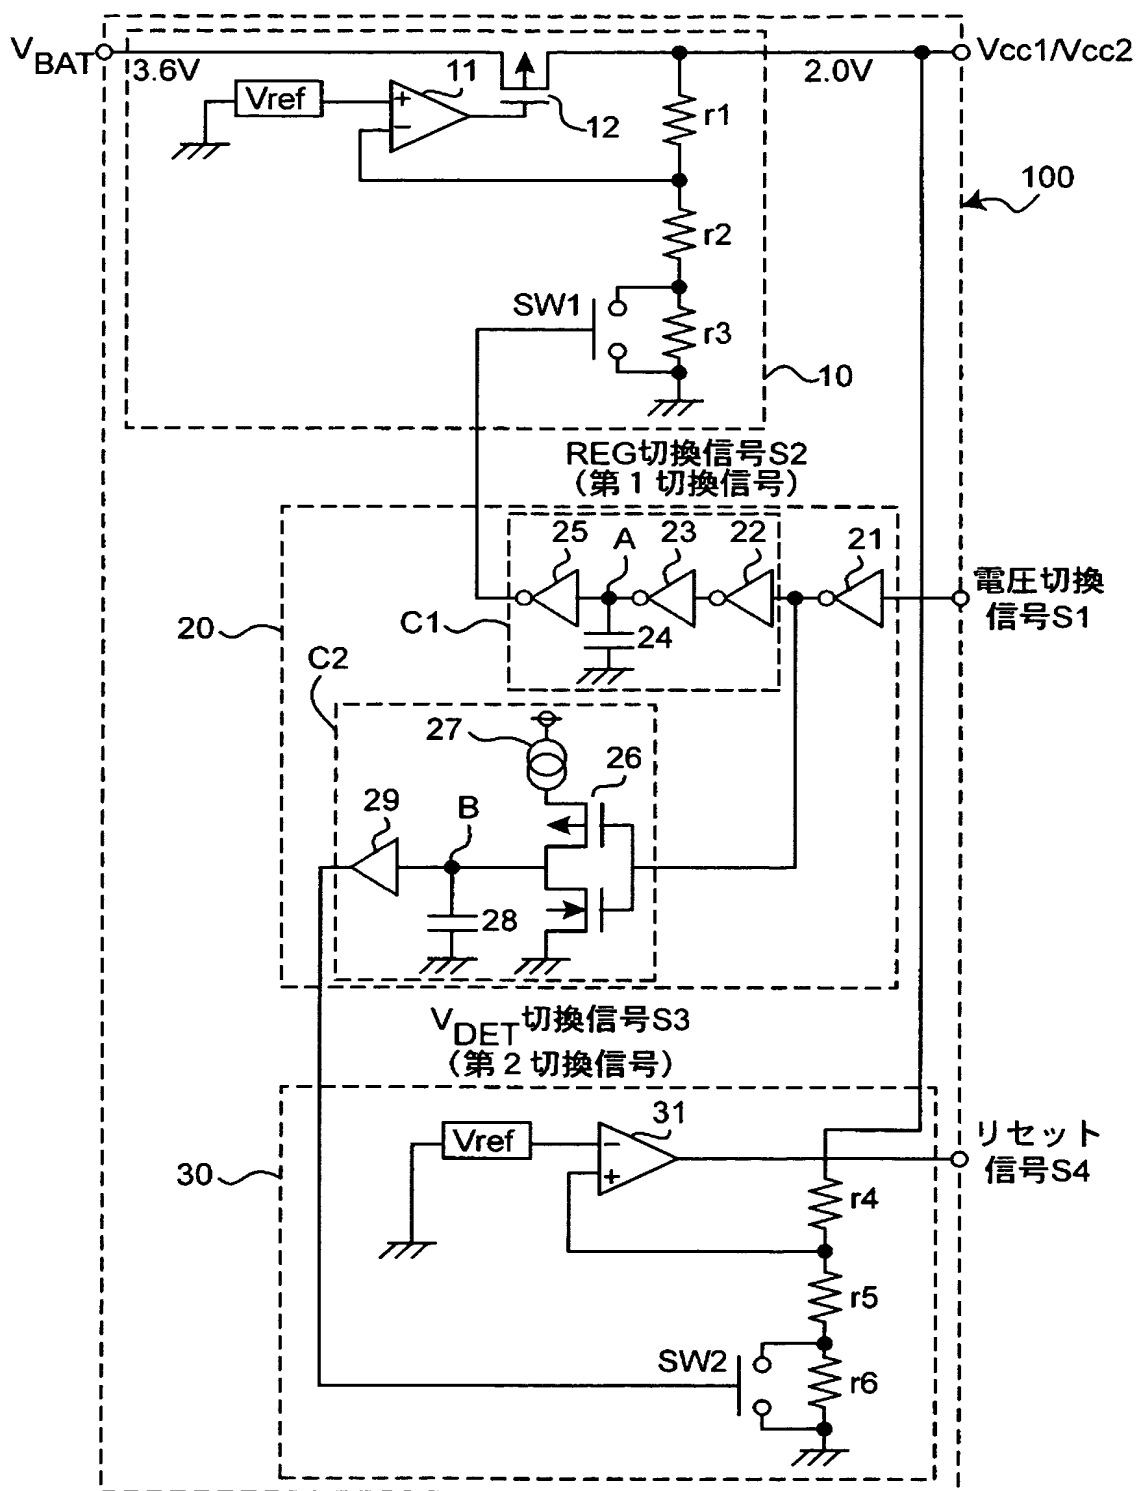 VBAT
3.6V
11
2.0V
Vcc1/Vcc2
Vref
+
−
12
r1
100
r2
SW1
r3
10
REG切換信号S2
（第1切換信号）
25
A
23
22
21
電圧切換
信号S1
C1
24
20
C2
27
26
29
B
28
VDET切換信号S3
（第2切換信号）
31
Vref
−
+
リセット
信号S4
30
r4
r5
SW2
r6